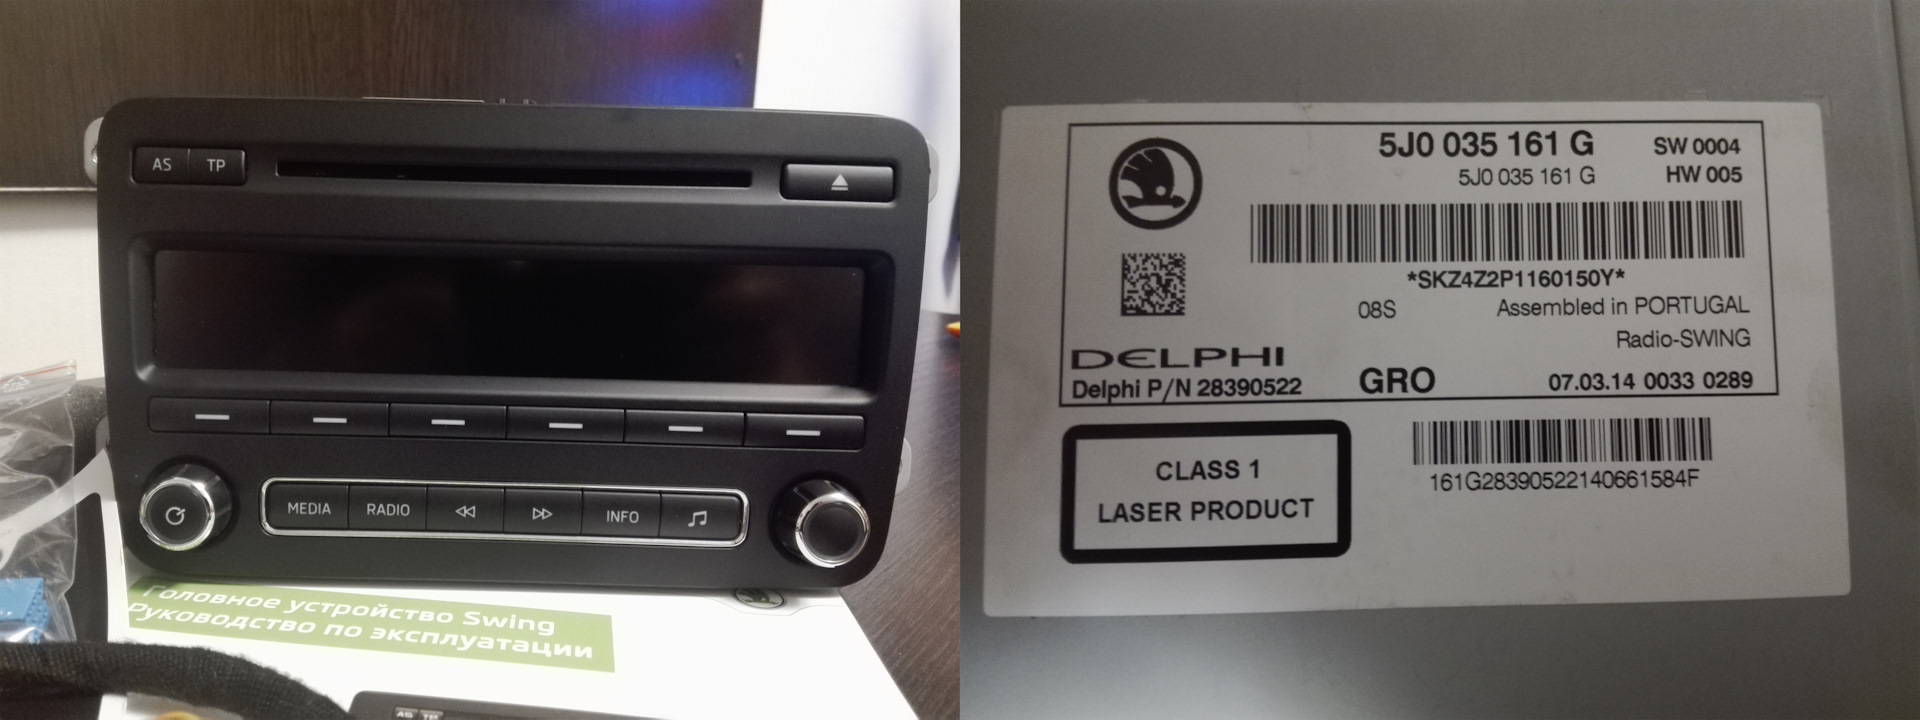 AS TP
MEDIA RADIO INFO
Головное устройство Swing
Руководство по эксплуатации
AS TP
5J0 035 161 G SW 0004
5J0 035 161 G HW 005
*SKZ4Z2P1160150Y*
08S Assembled in PORTUGAL
Radio-SWING
DELPHI
Delphi P/N 28390522 GRO 07.03.14 0033 0289
161G28390522140661584F
CLASS 1
LASER PRODUCT